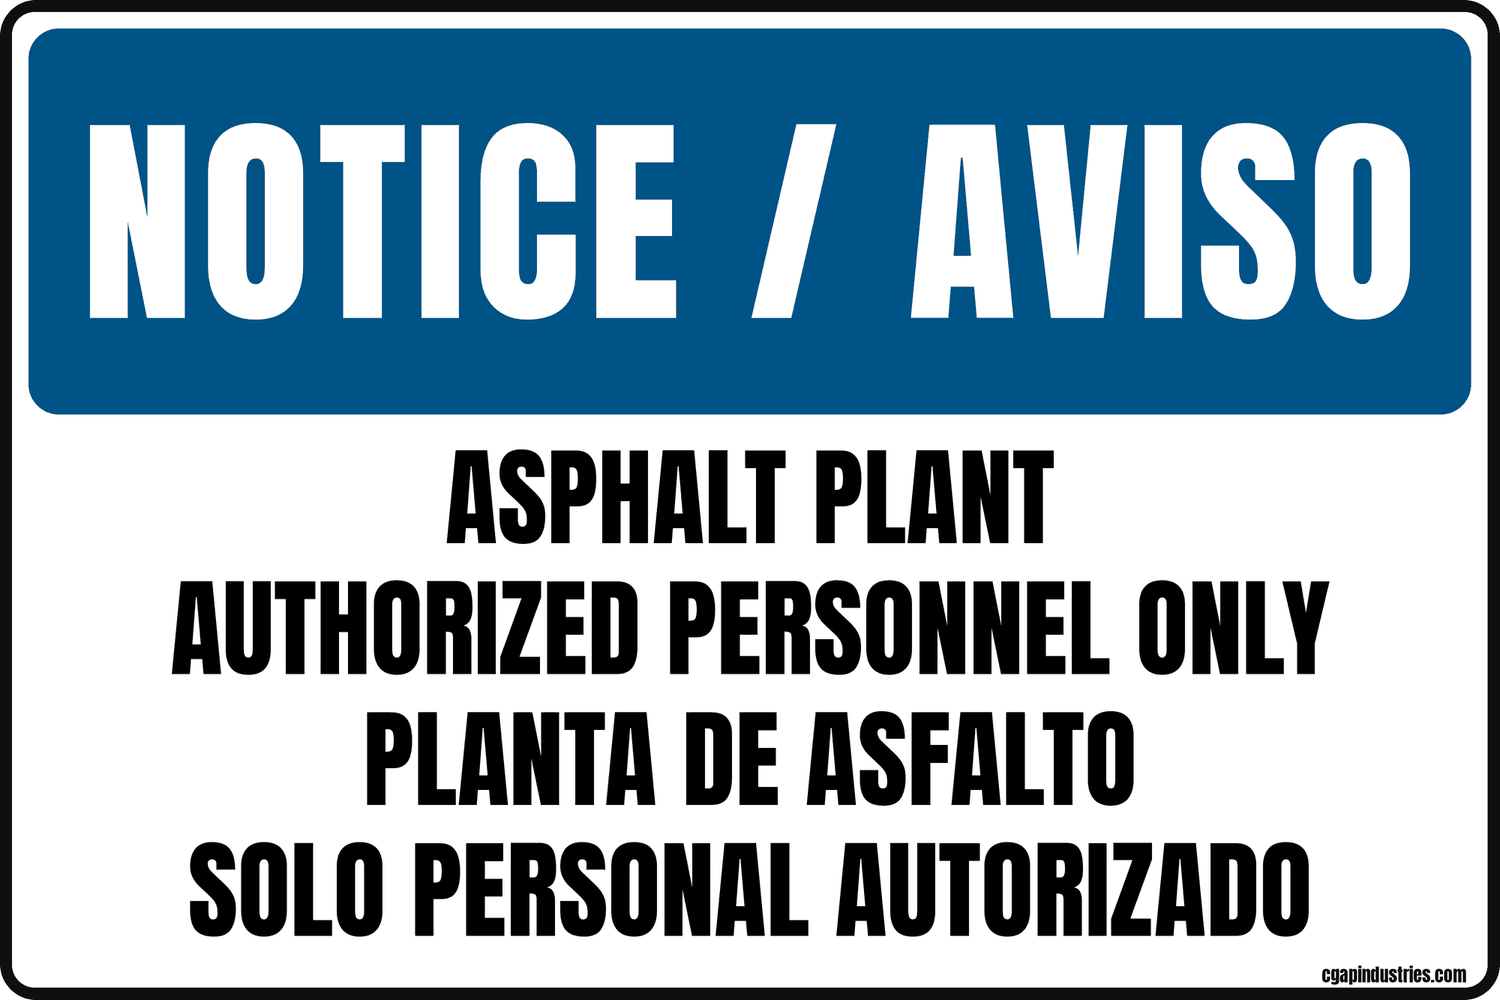 NOTICE / AVISO
ASPHALT PLANT
AUTHORIZED PERSONNEL ONLY
PLANTA DE ASFALTO
SOLO PERSONAL AUTORIZADO
cgapindustries.com